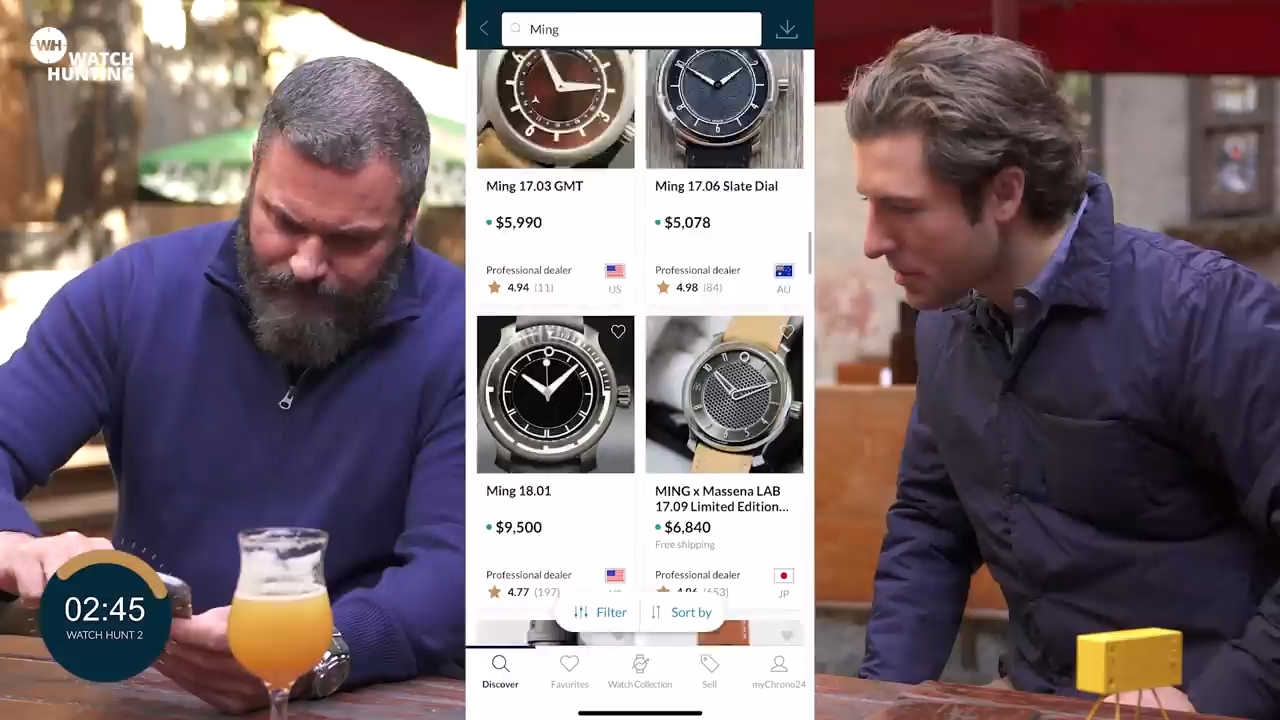 WH WATCH
HUNTING
Ming
Ming 17.03 GMT
$5,990
Professional dealer
4.94 (11)
US
Ming 17.06 Slate Dial
$5,078
Professional dealer
4.98 (84)
AU
Ming 18.01
$9,500
Professional dealer
4.77 (197)
MING x Massena LAB
17.09 Limited Edition...
$6,840
Free shipping
Professional dealer
4.86 (653)
JP
Filter
Sort by
Discover
Favorites
Watch Collection
Sell
myChrono24
02:45
WATCH HUNT 2